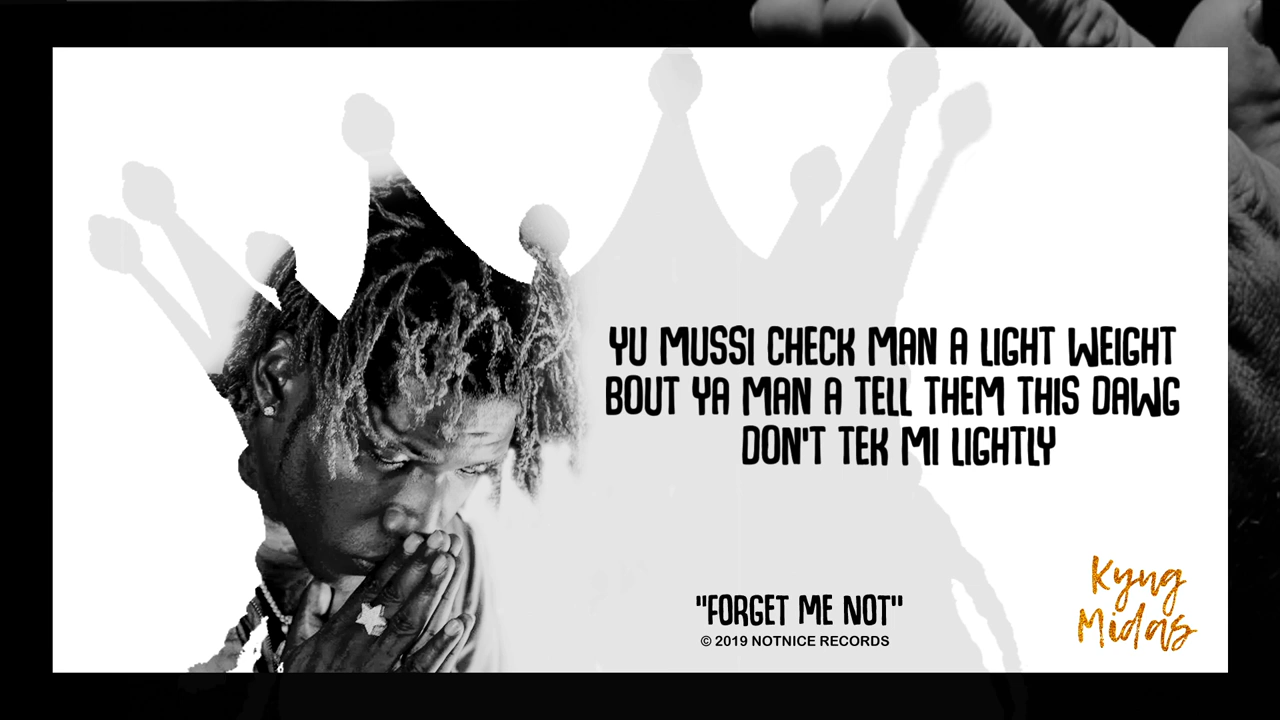 YU MUSSI CHECK MAN A LIGHT WEIGHT
BOUT YA MAN A TELL THEM THIS DAWG
DON'T TEK MI LIGHTLY
"FORGET ME NOT"
© 2019 NOTNICE RECORDS
Kyng
Midas